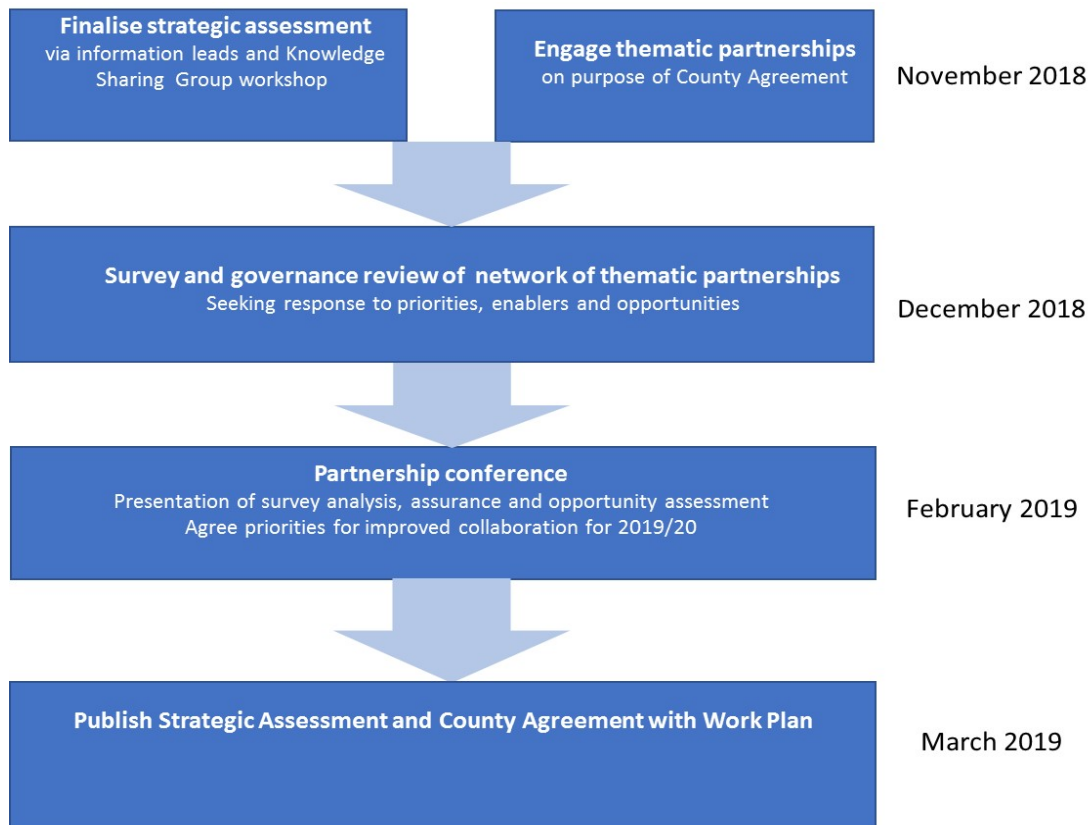 Finalise strategic assessment
via information leads and Knowledge
Sharing Group workshop
Engage thematic partnerships
on purpose of County Agreement
November 2018
Survey and governance review of network of thematic partnerships
Seeking response to priorities, enablers and opportunities
December 2018
Partnership conference
Presentation of survey analysis, assurance and opportunity assessment
Agree priorities for improved collaboration for 2019/20
February 2019
Publish Strategic Assessment and County Agreement with Work Plan
March 2019